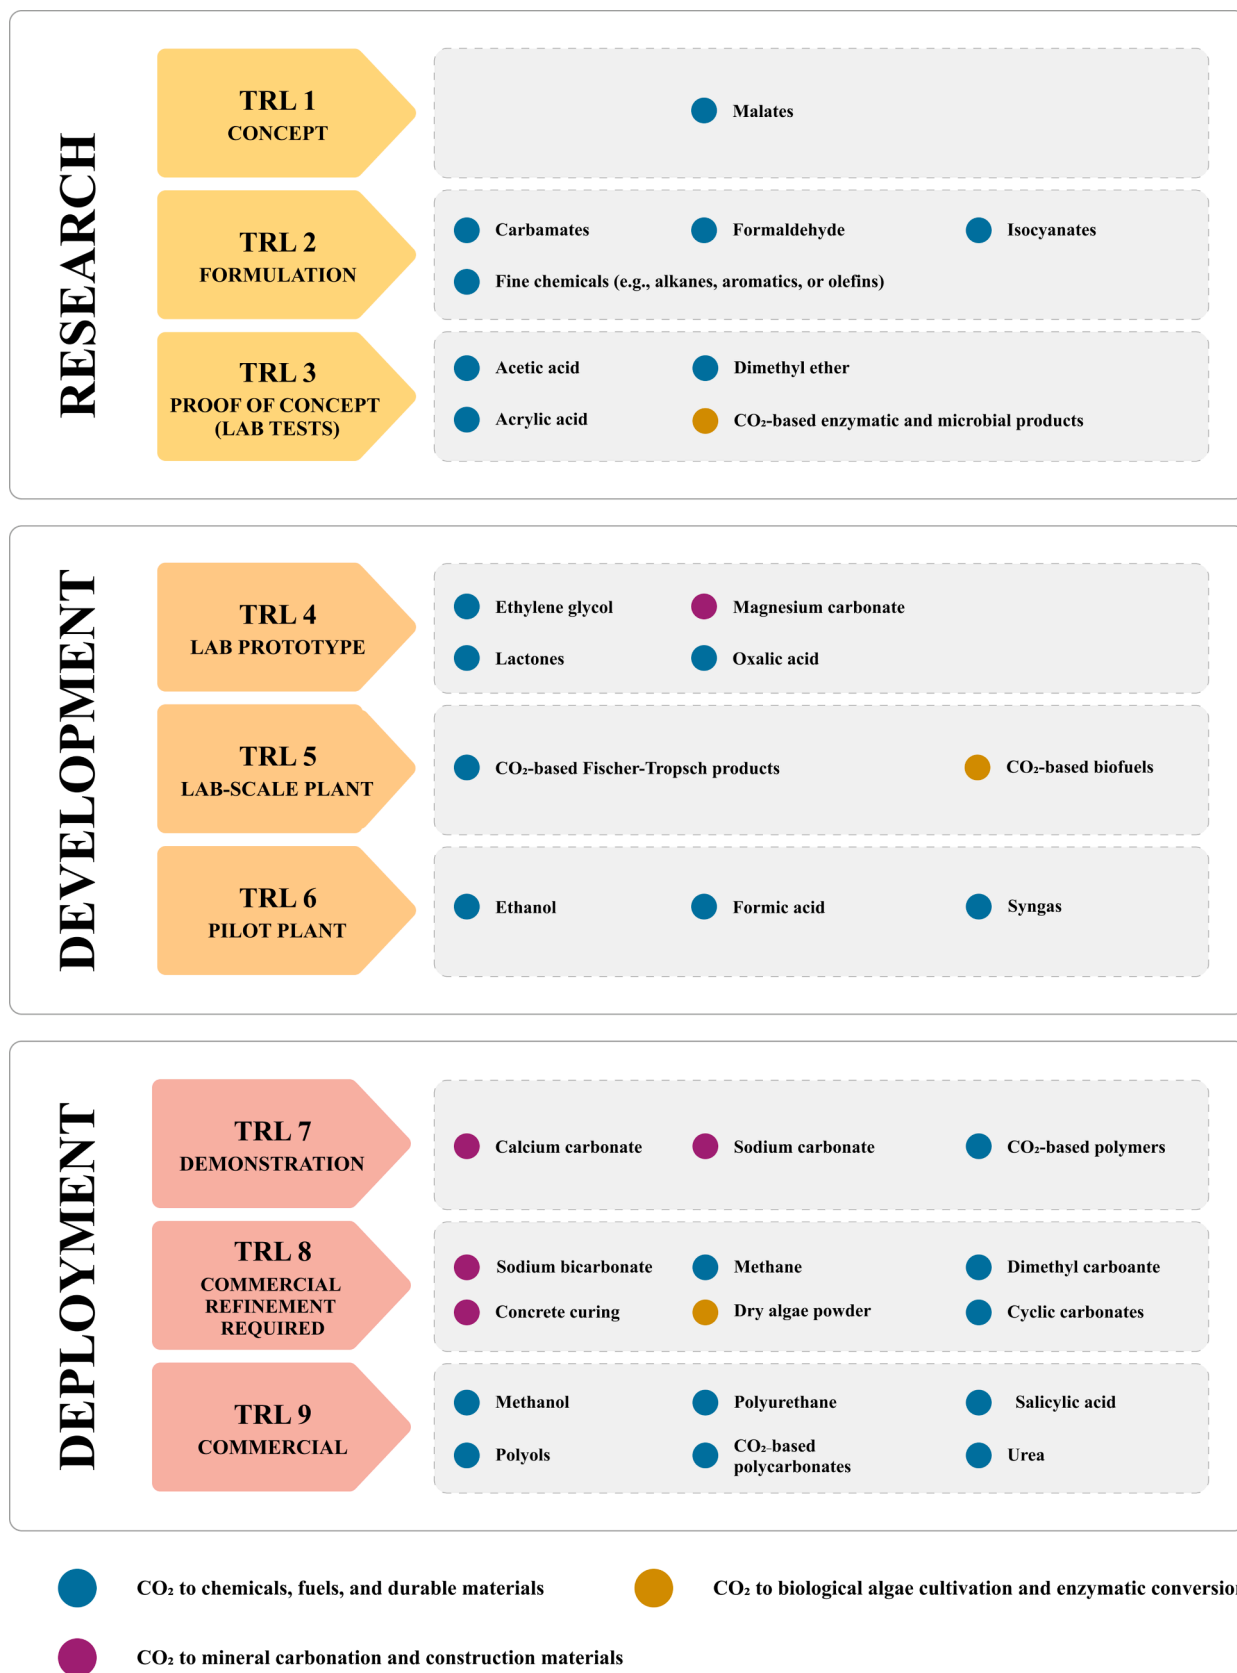 RESEARCH
TRL 1
CONCEPT
Malates
TRL 2
FORMULATION
Carbamates
Formaldehyde
Isocyanates
Fine chemicals (e.g., alkanes, aromatics, or olefins)
TRL 3
PROOF OF CONCEPT
(LAB TESTS)
Acetic acid
Dimethyl ether
Acrylic acid
CO₂-based enzymatic and microbial products
DEVELOPMENT
TRL 4
LAB PROTOTYPE
Ethylene glycol
Magnesium carbonate
Lactones
Oxalic acid
TRL 5
LAB-SCALE PLANT
CO₂-based Fischer-Tropsch products
CO₂-based biofuels
TRL 6
PILOT PLANT
Ethanol
Formic acid
Syngas
DEPLOYMENT
TRL 7
DEMONSTRATION
Calcium carbonate
Sodium carbonate
CO₂-based polymers
TRL 8
COMMERCIAL
REFINEMENT
REQUIRED
Sodium bicarbonate
Methane
Dimethyl carboante
Concrete curing
Dry algae powder
Cyclic carbonates
TRL 9
COMMERCIAL
Methanol
Polyurethane
Salicylic acid
Polyols
CO₂-based
polycarbonates
Urea
CO₂ to chemicals, fuels, and durable materials
CO₂ to biological algae cultivation and enzymatic conversion
CO₂ to mineral carbonation and construction materials